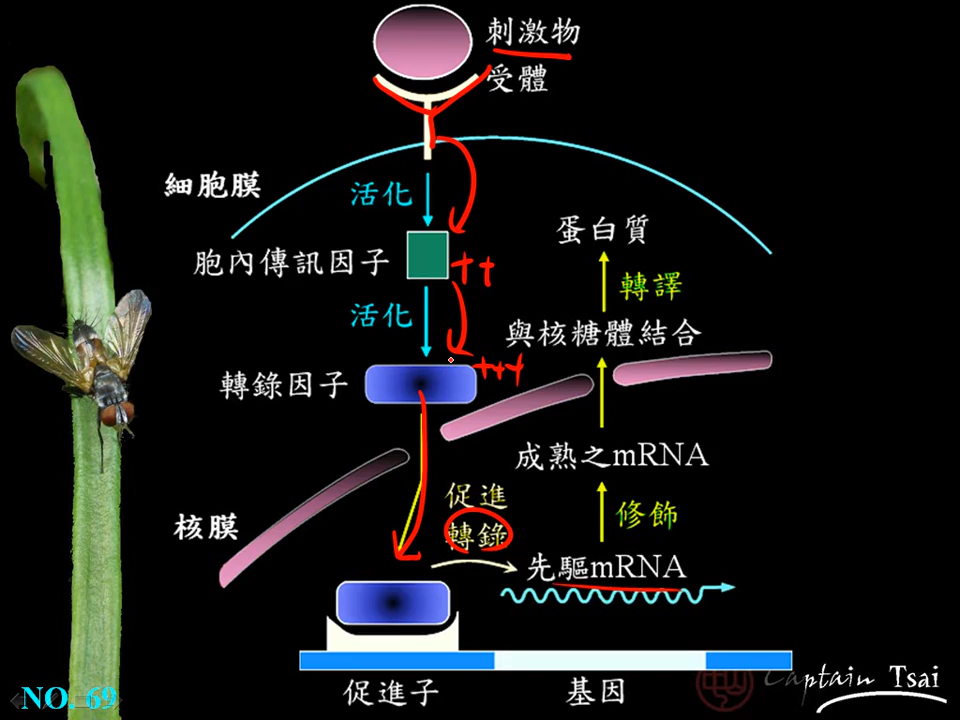 刺激物
受體
細胞膜
活化
胞內傳訊因子
活化
轉錄因子
核膜
促進
轉錄
先驅mRNA
修飾
成熟之mRNA
與核糖體結合
轉譯
蛋白質
促進子
基因
NO. 69
Captain Tsai